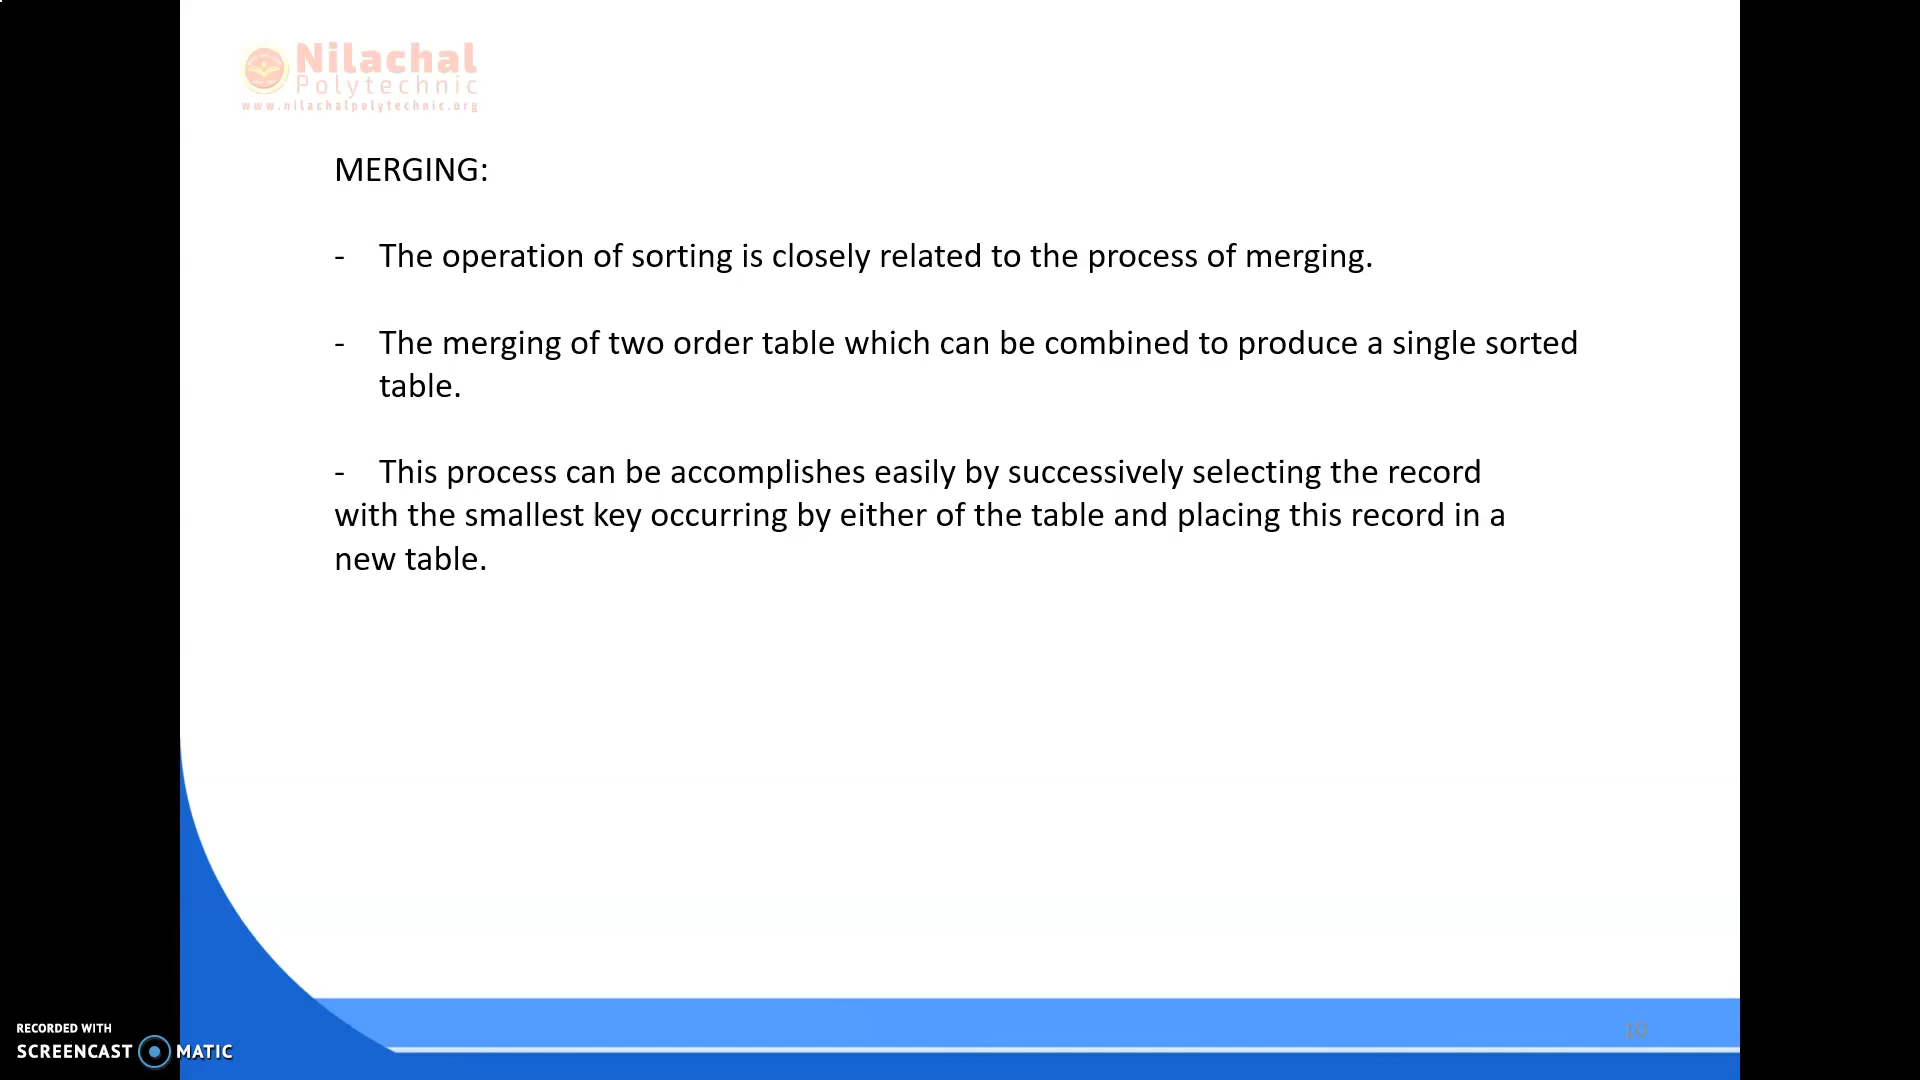 Nilachal
Polytechnic
www.nilachalpolytechnic.org
MERGING:
- The operation of sorting is closely related to the process of merging.
- The merging of two order table which can be combined to produce a single sorted
table.
- This process can be accomplishes easily by successively selecting the record
with the smallest key occurring by either of the table and placing this record in a
new table.
10
RECORDED WITH
SCREENCAST MATIC